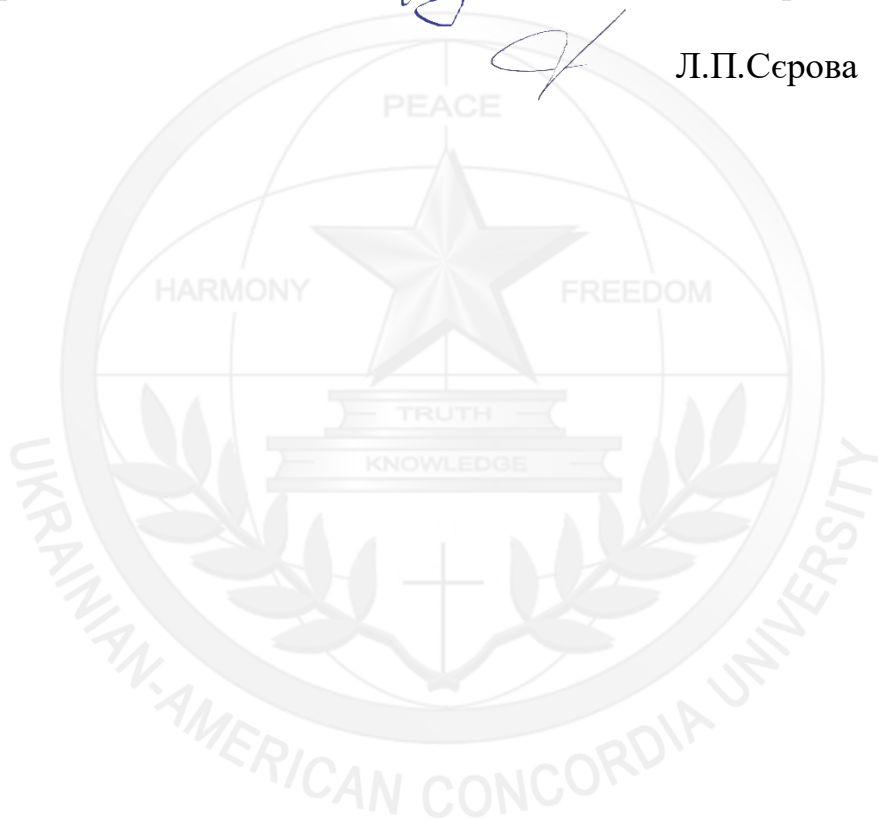 Л.П.Сєрова
PEACE
HARMONY FREEDOM
TRUTH
KNOWLEDGE
UKRAINIAN-AMERICAN CONCORDIA UNIVERSITY